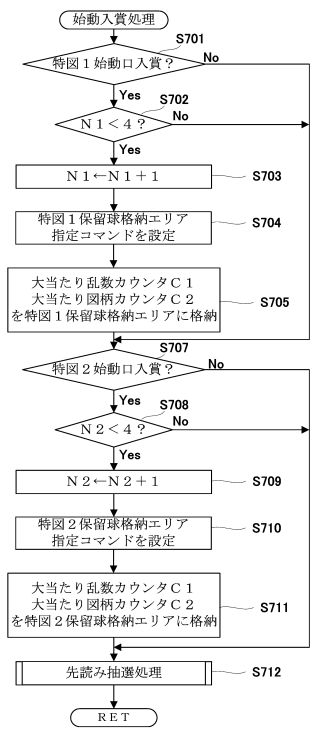 始動入賞処理
S701
特図１始動口入賞？
No
Yes
S702
Ｎ１＜４？
No
Yes
Ｎ１←Ｎ１＋１
S703
特図１保留球格納エリア
指定コマンドを設定
S704
大当たり乱数カウンタＣ１
大当たり図柄カウンタＣ２
を特図１保留球格納エリアに格納
S705
S707
特図２始動口入賞？
No
Yes
S708
Ｎ２＜４？
No
Yes
Ｎ２←Ｎ２＋１
S709
特図２保留球格納エリア
指定コマンドを設定
S710
大当たり乱数カウンタＣ１
大当たり図柄カウンタＣ２
を特図２保留球格納エリアに格納
S711
先読み抽選処理
S712
ＲＥＴ